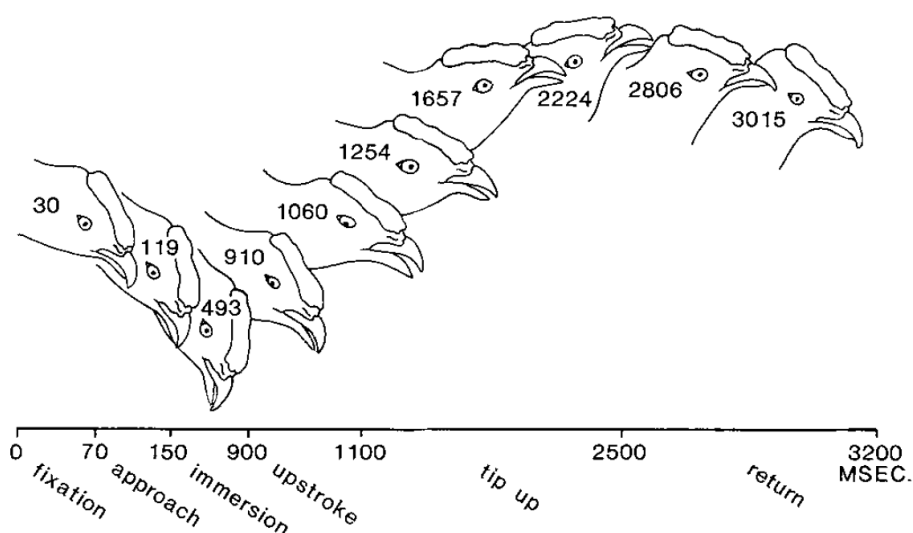 1657
2224
2806
3015
1254
30
1060
119
910
493
0 70 150 900 1100 2500 3200
MSEC.
fixation
approach
immersion
upstroke
tip up
return